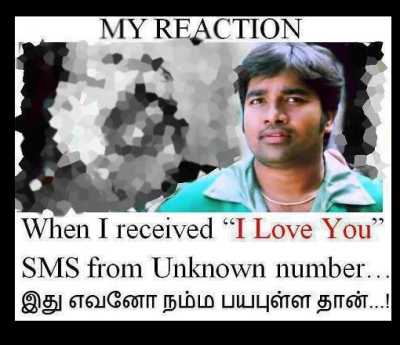 MY REACTION
When I received “I Love You”
SMS from Unknown number...
இது எவனோ நம்ம பயபுள்ள தான்...!